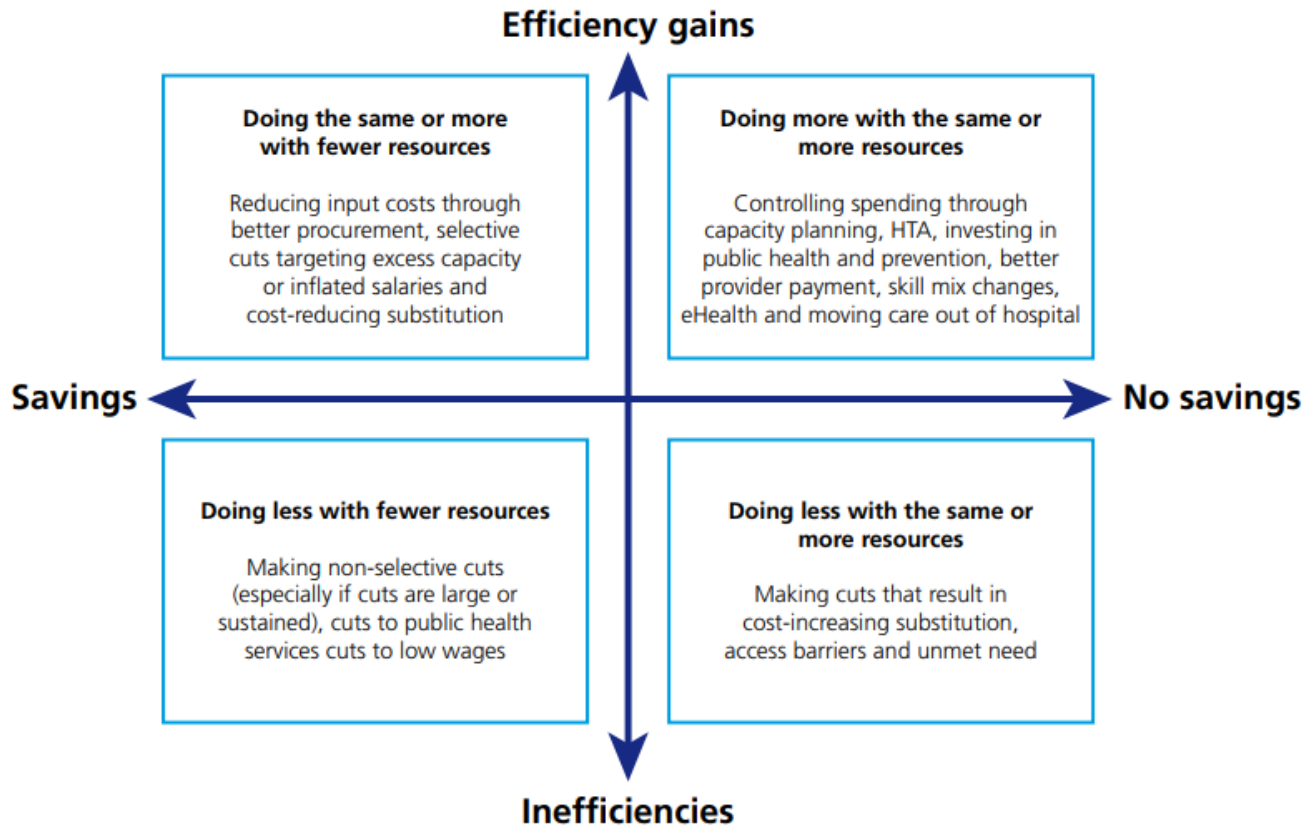 Efficiency gains
Doing the same or more
with fewer resources
Reducing input costs through
better procurement, selective
cuts targeting excess capacity
or inflated salaries and
cost-reducing substitution
Doing more with the same or
more resources
Controlling spending through
capacity planning, HTA, investing in
public health and prevention, better
provider payment, skill mix changes,
eHealth and moving care out of hospital
Savings
No savings
Doing less with fewer resources
Making non-selective cuts
(especially if cuts are large or
sustained), cuts to public health
services cuts to low wages
Doing less with the same or
more resources
Making cuts that result in
cost-increasing substitution,
access barriers and unmet need
Inefficiencies